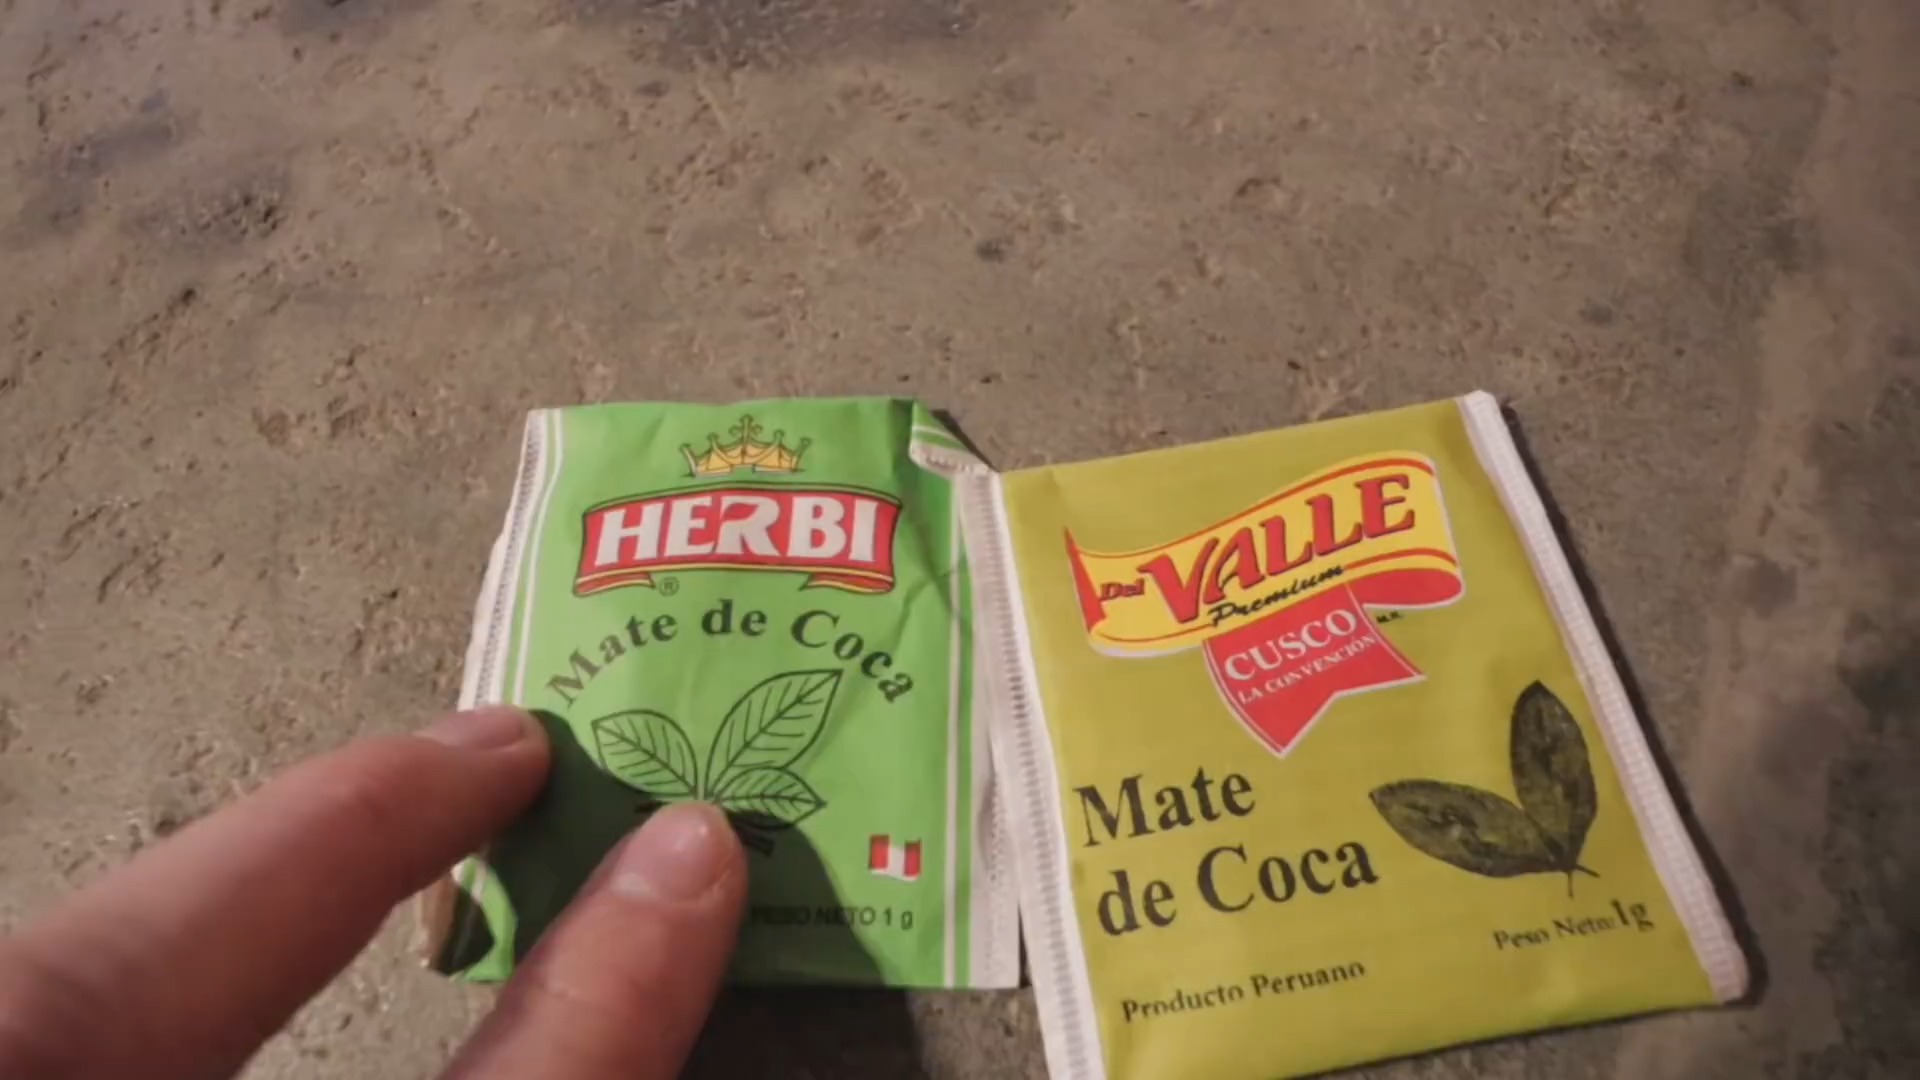 HERBI
®
Mate de Coca
PESO NETO 1 g
Del VALLE
Premium
M.R.
CUSCO
LA CONVENCIÓN
Mate
de Coca
Peso Neto: 1g
Producto Peruano